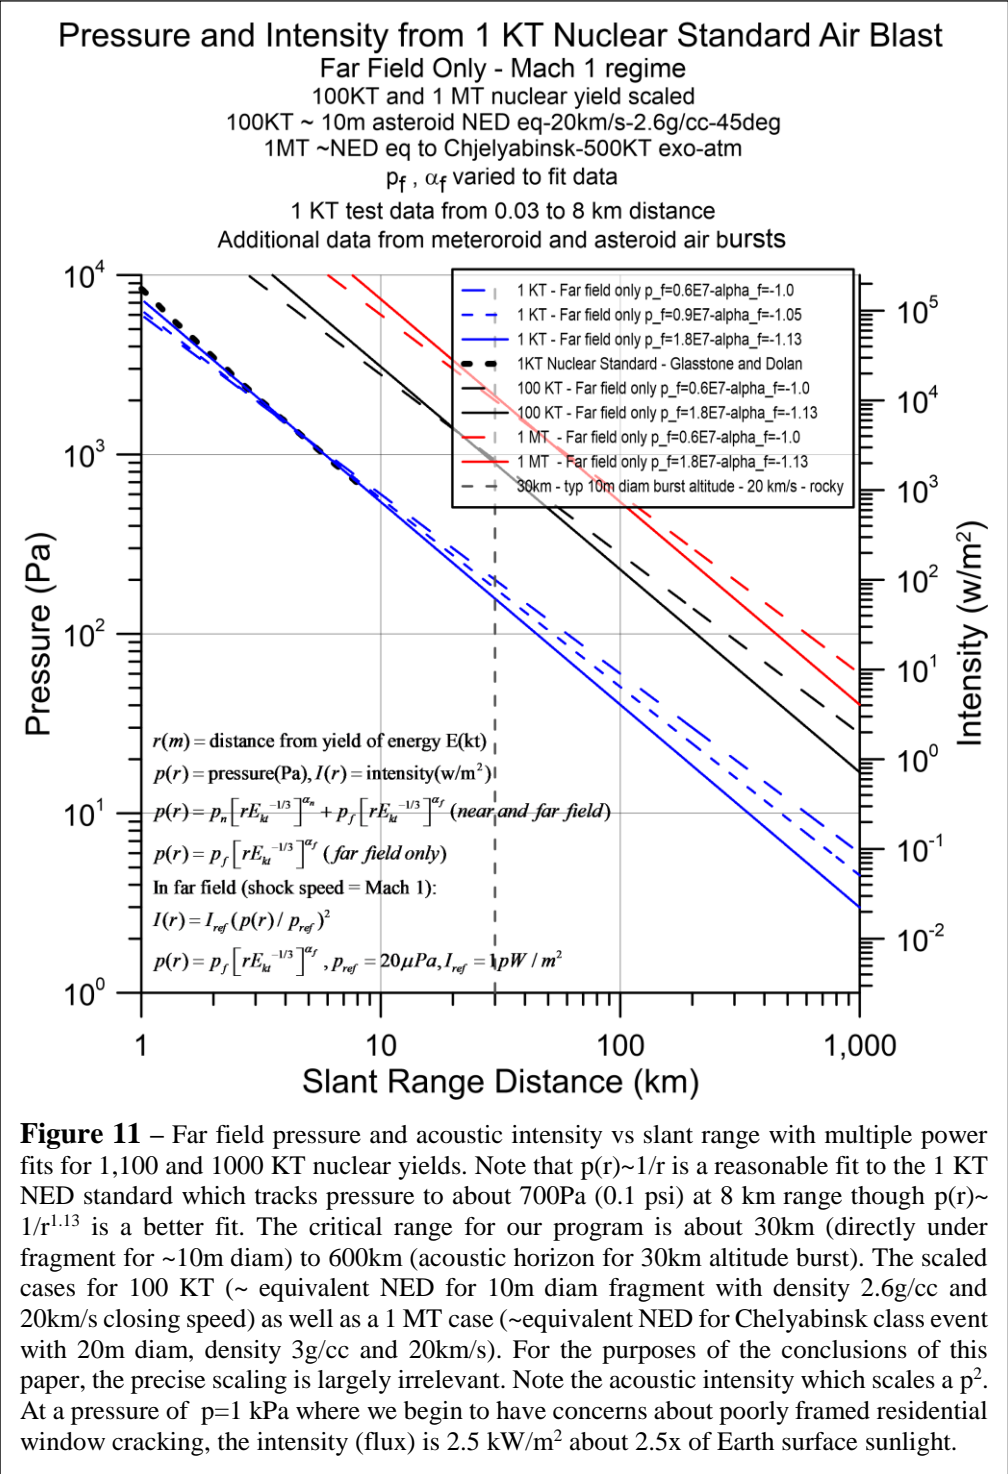 Pressure and Intensity from 1 KT Nuclear Standard Air Blast
Far Field Only - Mach 1 regime
100KT and 1 MT nuclear yield scaled
100KT ~ 10m asteroid NED eq-20km/s-2.6g/cc-45deg
1MT ~NED eq to Chjelyabinsk-500KT exo-atm
p_f , α_f varied to fit data
1 KT test data from 0.03 to 8 km distance
Additional data from meteroroid and asteroid air bursts
1 KT - Far field only p_f=0.6E7-alpha_f=-1.0
1 KT - Far field only p_f=0.9E7-alpha_f=-1.05
1 KT - Far field only p_f=1.8E7-alpha_f=-1.13
1KT Nuclear Standard - Glasstone and Dolan
100 KT - Far field only p_f=0.6E7-alpha_f=-1.0
100 KT - Far field only p_f=1.8E7-alpha_f=-1.13
1 MT - Far field only p_f=0.6E7-alpha_f=-1.0
1 MT - Far field only p_f=1.8E7-alpha_f=-1.13
30km - typ 10m diam burst altitude - 20 km/s - rocky
Pressure (Pa)
10^4
10^3
10^2
10^1
10^0
Intensity (w/m^2)
10^5
10^4
10^3
10^2
10^1
10^0
10^-1
10^-2
r(m) = distance from yield of energy E(kt)
p(r) = pressure(Pa), I(r) = intensity(w/m^2)
p(r) = p_n [rE_kt^-1/3]^α_n + p_f [rE_kt^-1/3]^α_f (near and far field)
p(r) = p_f [rE_kt^-1/3]^α_f (far field only)
In far field (shock speed = Mach 1):
I(r) = I_ref (p(r) / p_ref)^2
p(r) = p_f [rE_kt^-1/3]^α_f , p_ref = 20μPa, I_ref = 1pW / m^2
1 10 100 1,000
Slant Range Distance (km)
Figure 11 – Far field pressure and acoustic intensity vs slant range with multiple power
fits for 1,100 and 1000 KT nuclear yields. Note that p(r)~1/r is a reasonable fit to the 1 KT
NED standard which tracks pressure to about 700Pa (0.1 psi) at 8 km range though p(r)~
1/r^1.13 is a better fit. The critical range for our program is about 30km (directly under
fragment for ~10m diam) to 600km (acoustic horizon for 30km altitude burst). The scaled
cases for 100 KT (~ equivalent NED for 10m diam fragment with density 2.6g/cc and
20km/s closing speed) as well as a 1 MT case (~equivalent NED for Chelyabinsk class event
with 20m diam, density 3g/cc and 20km/s). For the purposes of the conclusions of this
paper, the precise scaling is largely irrelevant. Note the acoustic intensity which scales a p^2.
At a pressure of p=1 kPa where we begin to have concerns about poorly framed residential
window cracking, the intensity (flux) is 2.5 kW/m^2 about 2.5x of Earth surface sunlight.